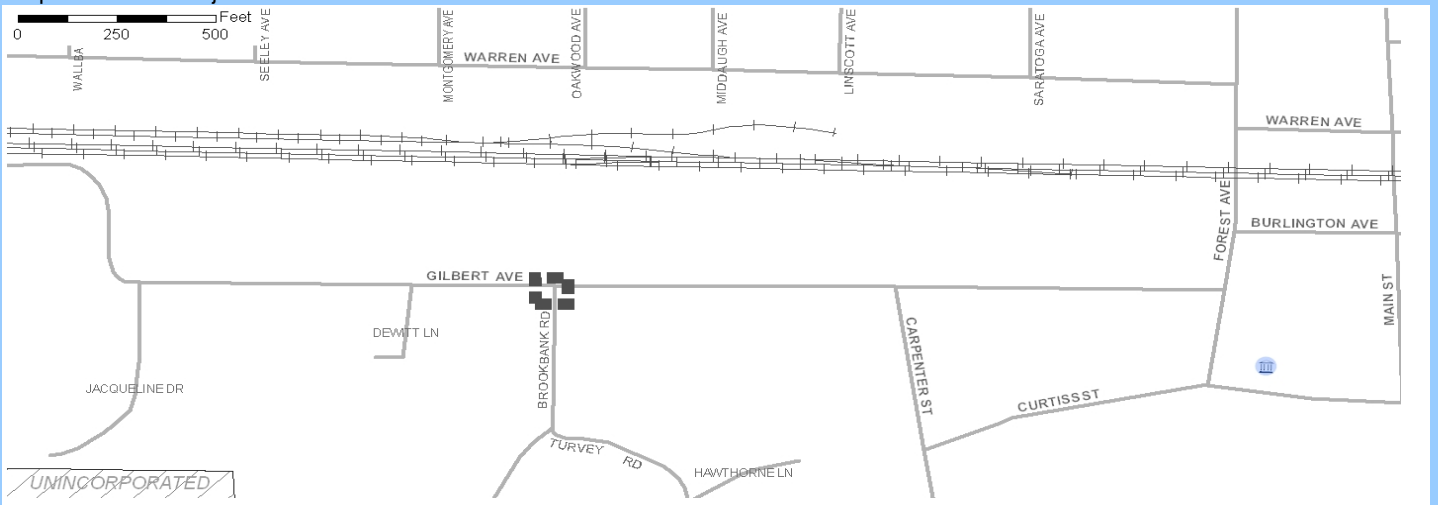 Feet
0 250 500
WALLBA
SEELEY AVE
MONTGOMERY AVE
WARREN AVE
OAKWOOD AVE
MIDDAUGH AVE
LINSCOTT AVE
SARATOGA AVE
WARREN AVE
FOREST AVE
BURLINGTON AVE
MAIN ST
GILBERT AVE
DEWITT LN
BROOKBANK RD
JACQUELINE DR
CARPENTER ST
CURTISS ST
TURVEY RD
HAWTHORNE LN
UNINCORPORATED